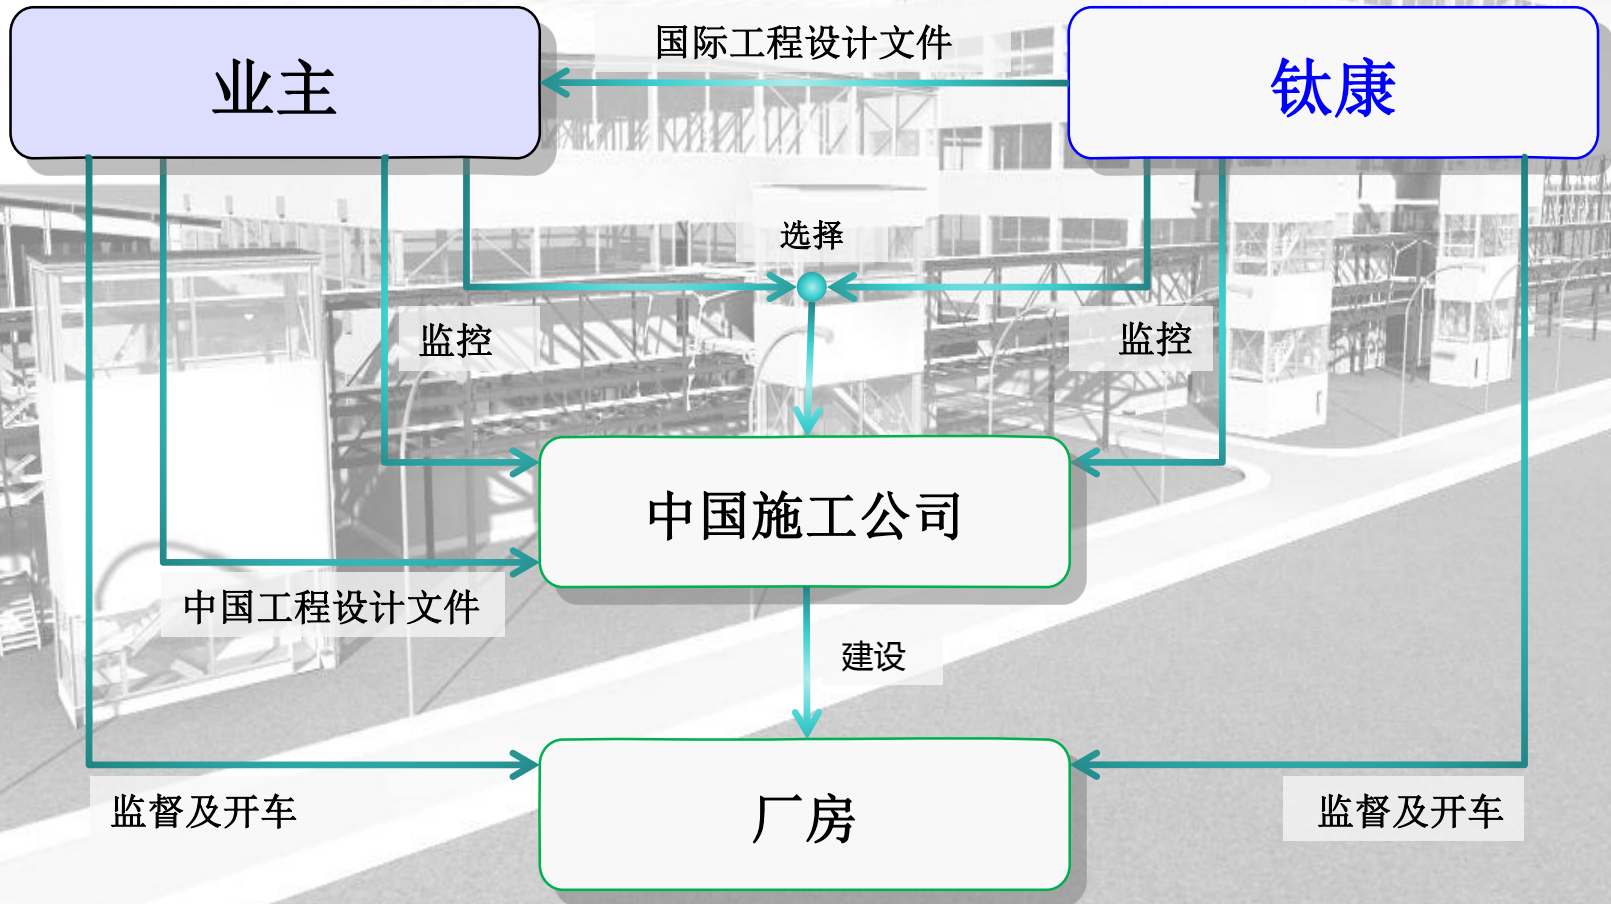 国际工程设计文件
业主
钛康
选择
监控
监控
中国施工公司
中国工程设计文件
建设
监督及开车
厂房
监督及开车